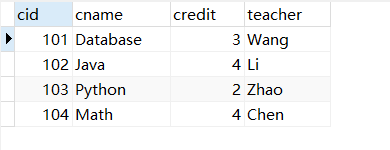 cid cname credit teacher
101 Database 3 Wang
102 Java 4 Li
103 Python 2 Zhao
104 Math 4 Chen